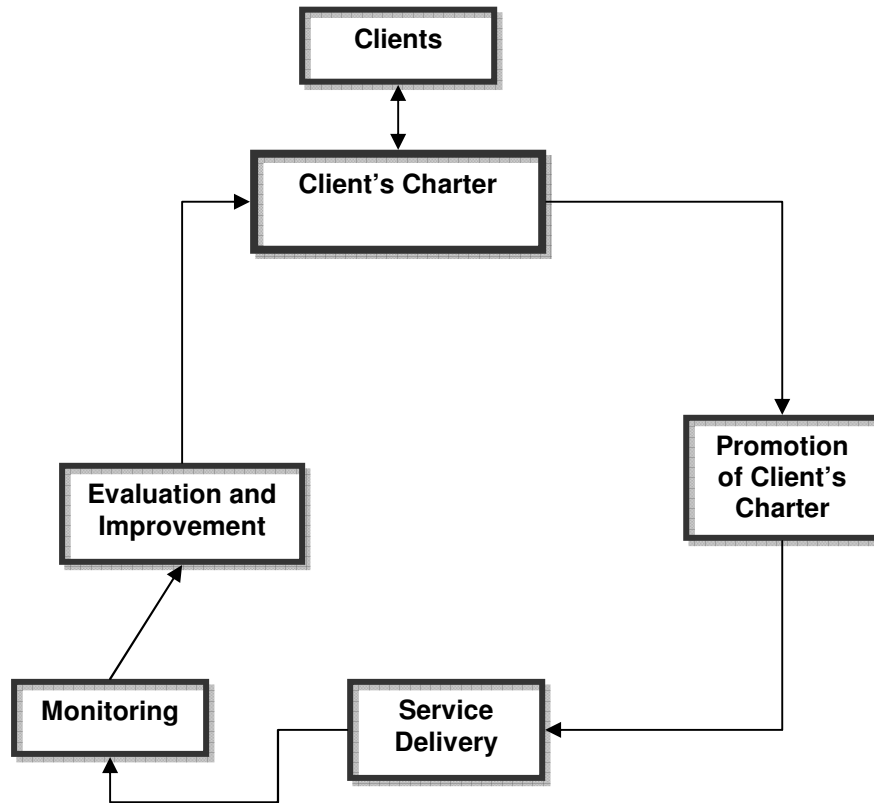 Clients
Client’s Charter
Promotion
of Client’s
Charter
Evaluation and
Improvement
Monitoring
Service
Delivery